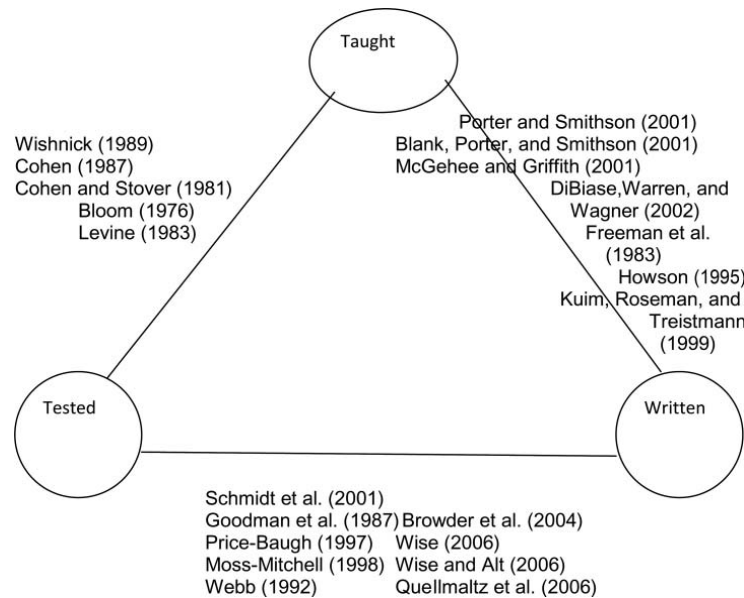 Taught
Wishnick (1989)
Cohen (1987)
Cohen and Stover (1981)
Bloom (1976)
Levine (1983)
Porter and Smithson (2001)
Blank, Porter, and Smithson (2001)
McGehee and Griffith (2001)
DiBiase,Warren, and
Wagner (2002)
Freeman et al.
(1983)
Howson (1995)
Kuim, Roseman, and
Treistmann
(1999)
Tested
Written
Schmidt et al. (2001)
Goodman et al. (1987) Browder et al. (2004)
Price-Baugh (1997) Wise (2006)
Moss-Mitchell (1998) Wise and Alt (2006)
Webb (1992) Quellmaltz et al. (2006)